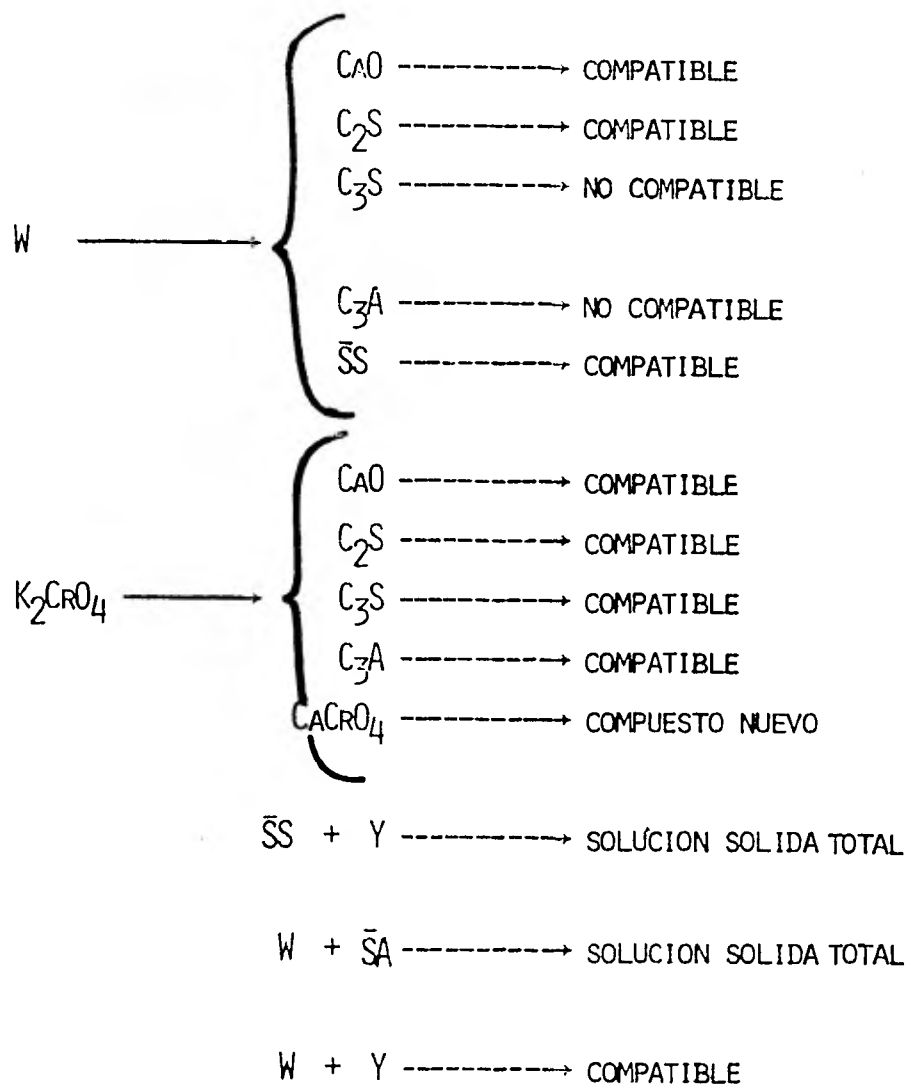 CaO -----------→ COMPATIBLE
C₂S -----------→ COMPATIBLE
C₃S -----------→ NO COMPATIBLE
W ⟶
C₃A -----------→ NO COMPATIBLE
S̄S -----------→ COMPATIBLE
CaO -----------→ COMPATIBLE
C₂S -----------→ COMPATIBLE
K₂CrO₄ ⟶ C₃S -----------→ COMPATIBLE
C₃A -----------→ COMPATIBLE
CaCrO₄ -----------→ COMPUESTO NUEVO
S̄S + Y -----------→ SOLUCION SOLIDA TOTAL
W + S̄A -----------→ SOLUCION SOLIDA TOTAL
W + Y -----------→ COMPATIBLE